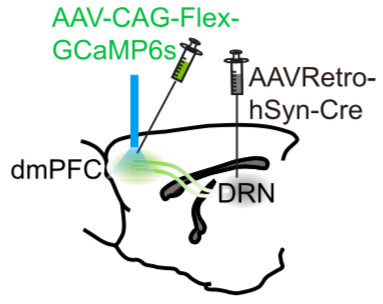 AAV-CAG-Flex-
GCaMP6s
AAVRetro-
hSyn-Cre
dmPFC
DRN